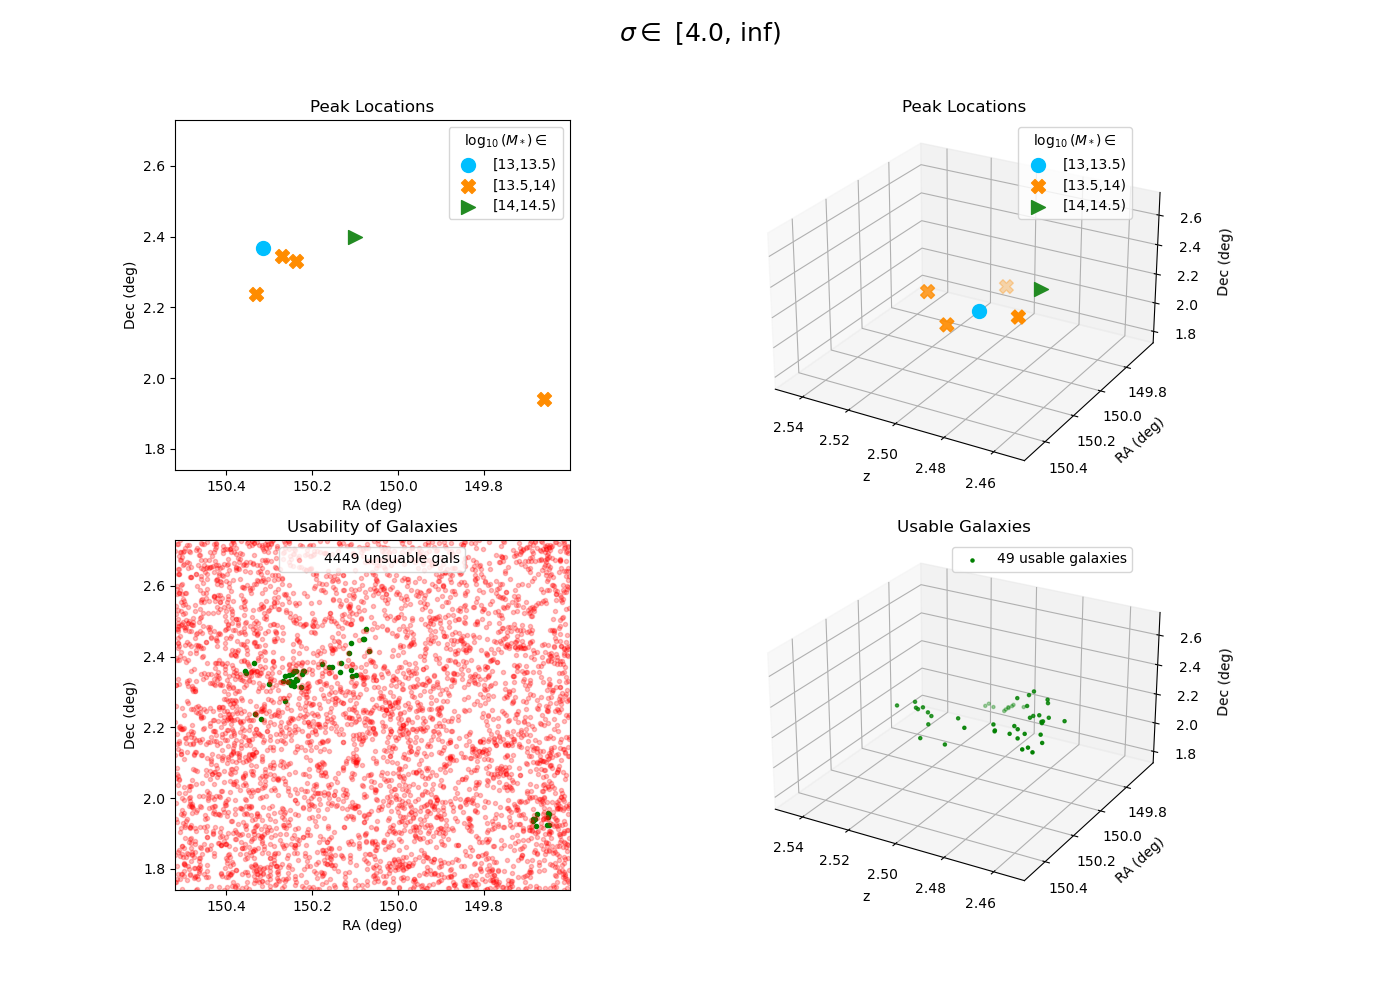 σ ∈ [4.0, inf)
Peak Locations
log₁₀(M*) ∈
[13,13.5)
[13.5,14)
[14,14.5)
2.6
2.4
2.2
2.0
1.8
Dec (deg)
150.4 150.2 150.0 149.8
RA (deg)
Peak Locations
log₁₀(M*) ∈
[13,13.5)
[13.5,14)
[14,14.5)
2.6
2.4
2.2
2.0
1.8
Dec (deg)
149.8
150.0
150.2
150.4
RA (deg)
2.54
2.52
2.50
2.48
2.46
z
Usability of Galaxies
4449 unsuable gals
2.6
2.4
2.2
2.0
1.8
Dec (deg)
150.4 150.2 150.0 149.8
RA (deg)
Usable Galaxies
49 usable galaxies
2.6
2.4
2.2
2.0
1.8
Dec (deg)
149.8
150.0
150.2
150.4
RA (deg)
2.54
2.52
2.50
2.48
2.46
z